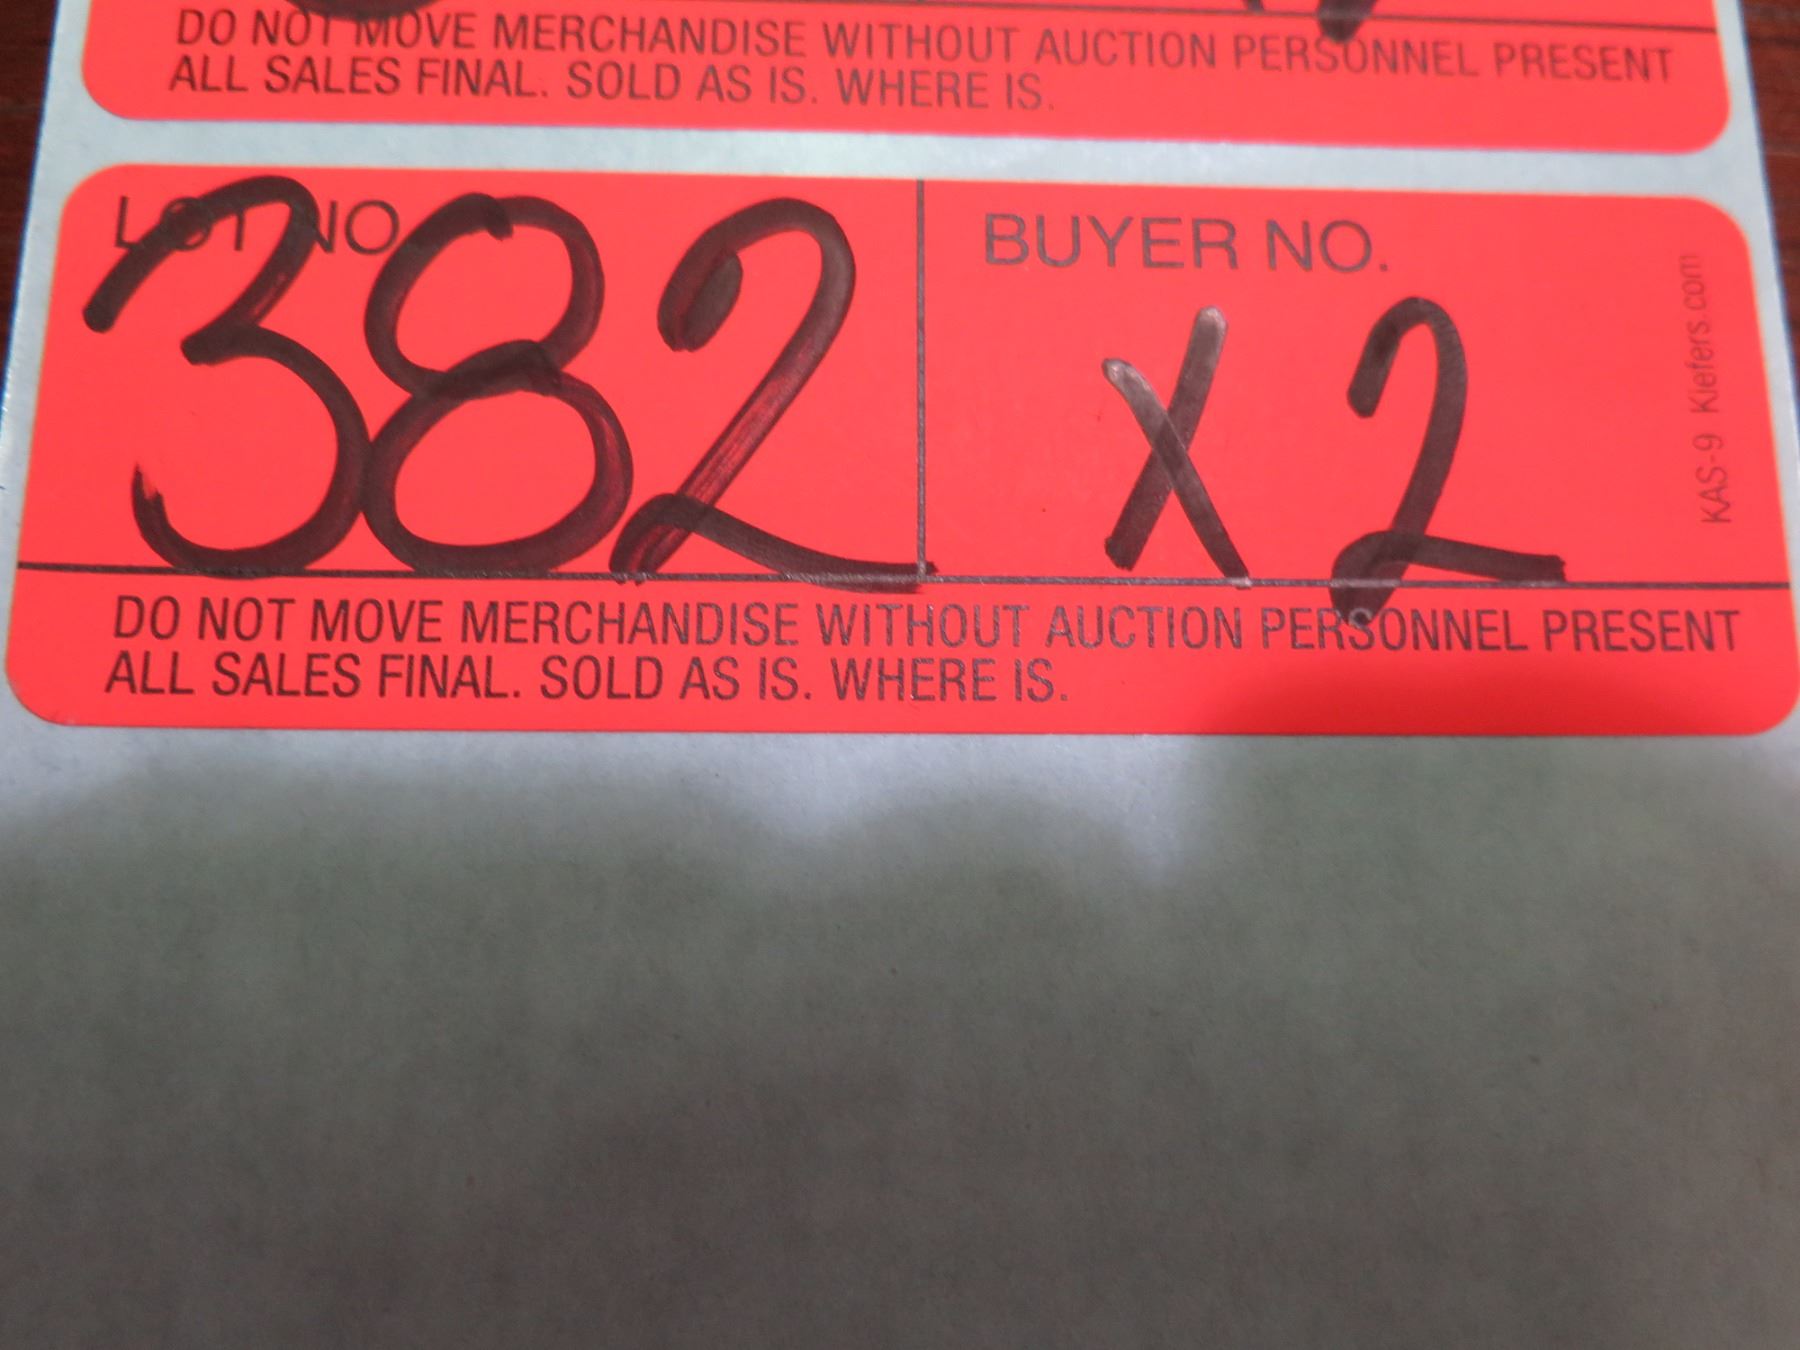 DO NOT MOVE MERCHANDISE WITHOUT AUCTION PERSONNEL PRESENT
ALL SALES FINAL. SOLD AS IS. WHERE IS.
LOT NO. BUYER NO.
382 X2
KAS-9 Kiefers.com
DO NOT MOVE MERCHANDISE WITHOUT AUCTION PERSONNEL PRESENT
ALL SALES FINAL. SOLD AS IS. WHERE IS.